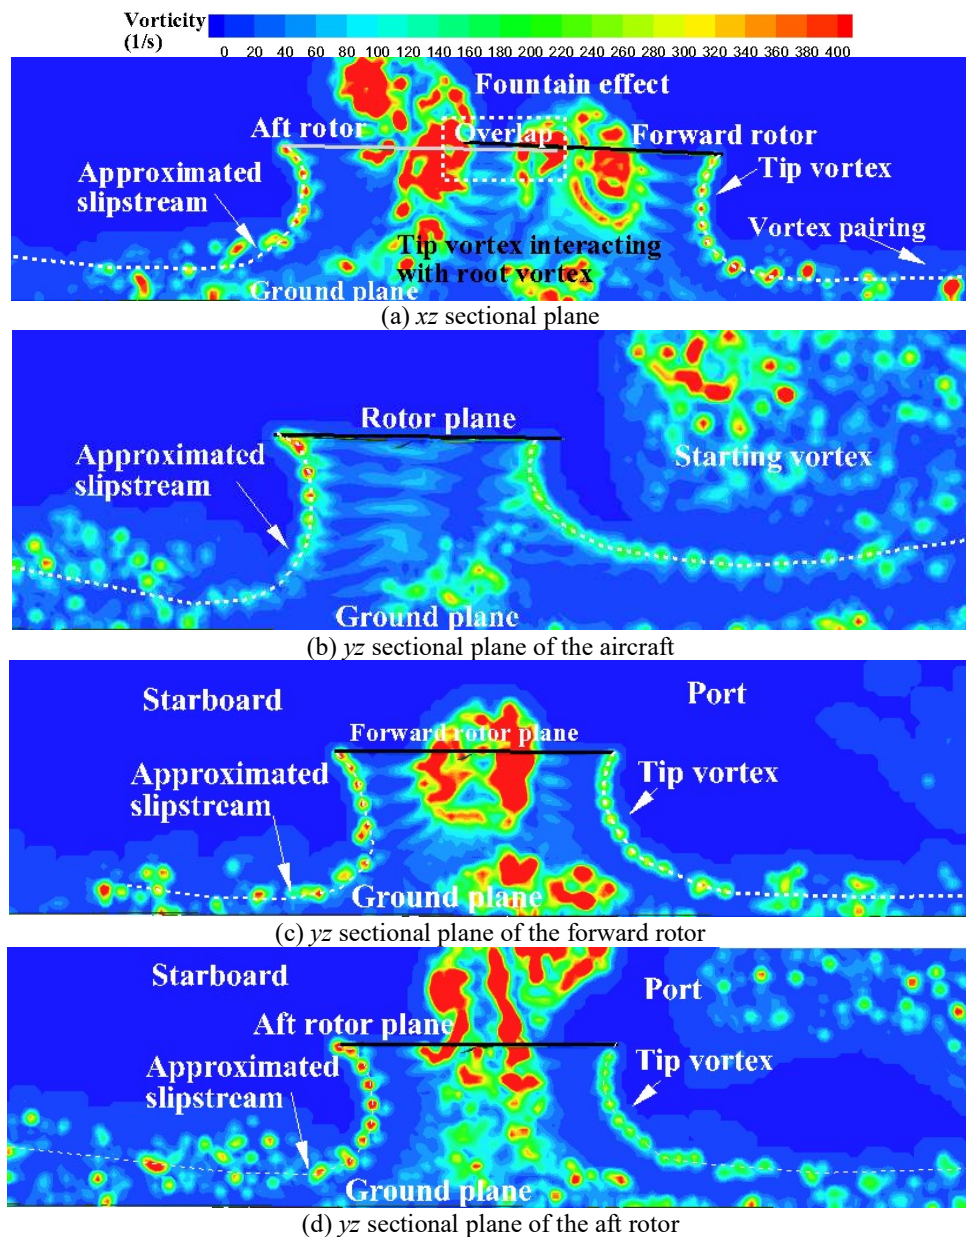 Vorticity
(1/s)
0 20 40 60 80 100 120 140 160 180 200 220 240 260 280 300 320 340 360 380 400
Fountain effect
Aft rotor
Overlap
Forward rotor
Approximated
slipstream
Tip vortex
Vortex pairing
Tip vortex interacting
with root vortex
Ground plane
(a) xz sectional plane
Rotor plane
Approximated
slipstream
Starting vortex
Ground plane
(b) yz sectional plane of the aircraft
Starboard
Port
Forward rotor plane
Approximated
slipstream
Tip vortex
Ground plane
(c) yz sectional plane of the forward rotor
Starboard
Port
Aft rotor plane
Approximated
slipstream
Tip vortex
Ground plane
(d) yz sectional plane of the aft rotor